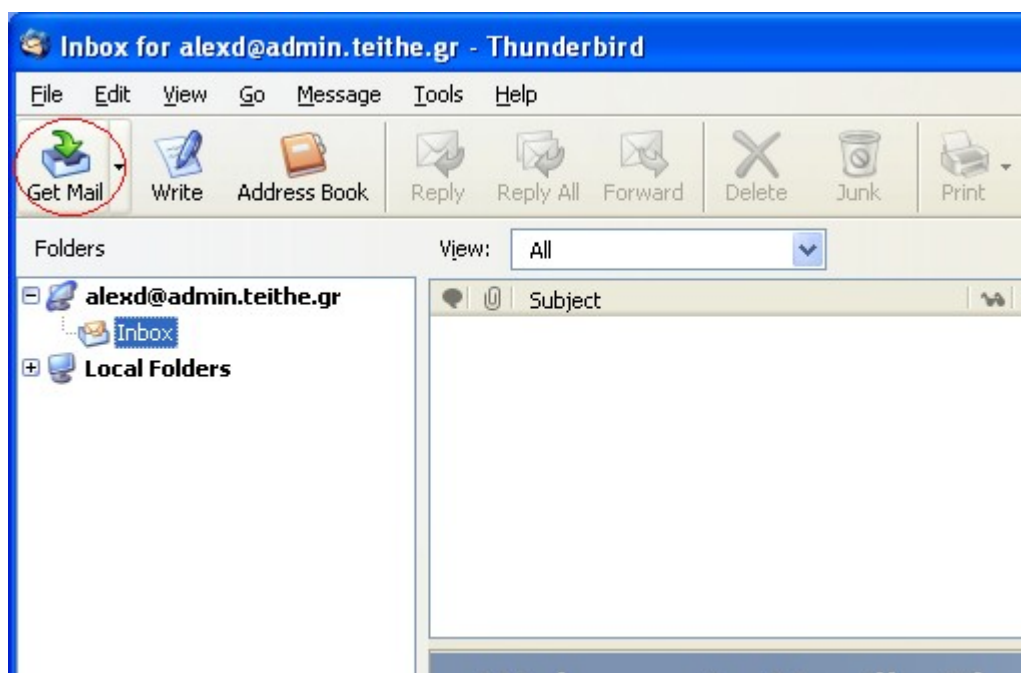 Inbox for alexd@admin.teithe.gr - Thunderbird
File Edit View Go Message Tools Help
Get Mail Write Address Book Reply Reply All Forward Delete Junk Print
Folders View: All
alexd@admin.teithe.gr Subject
Inbox
Local Folders